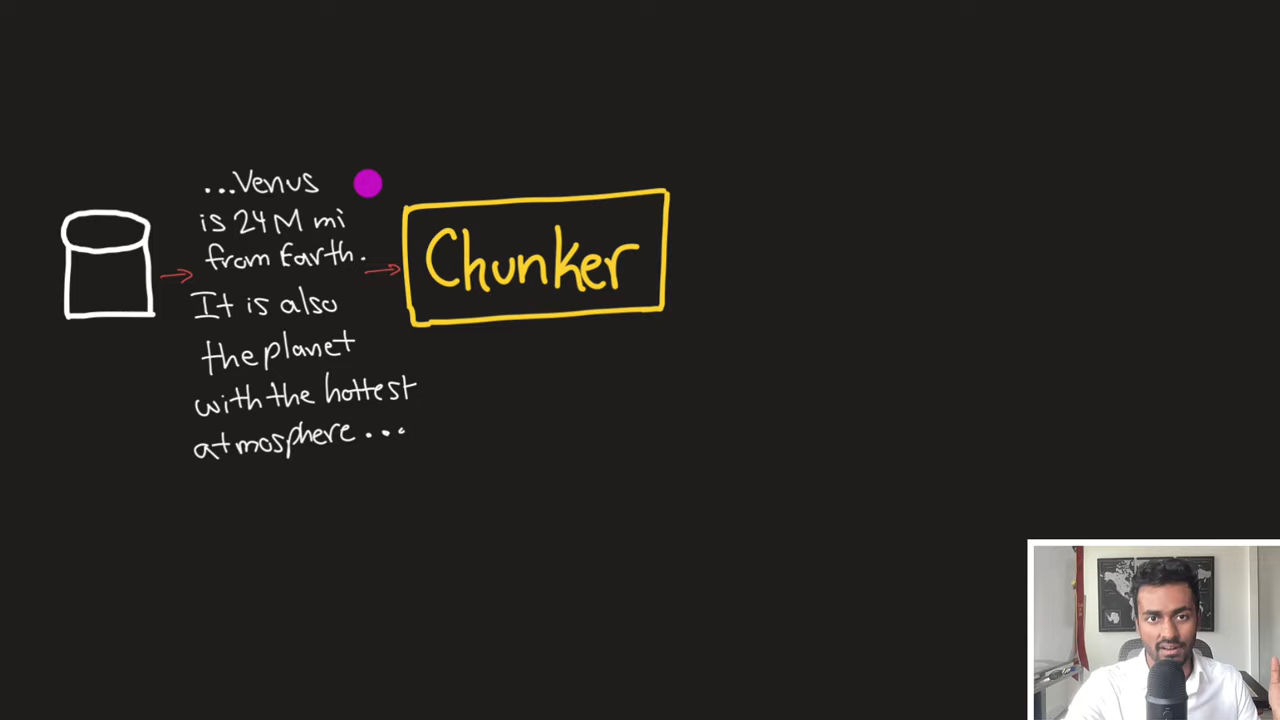 ...Venus
is 24M mi
from Earth.
It is also
the planet
with the hottest
atmosphere...
Chunker